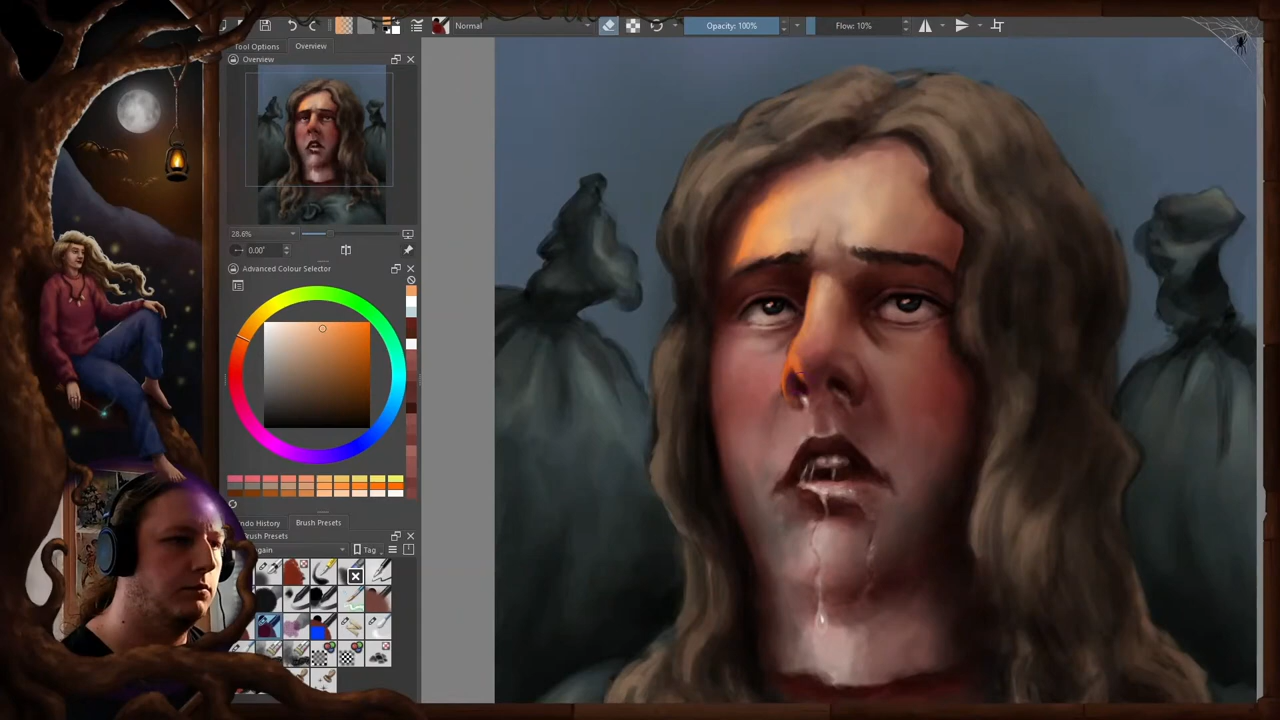 Normal
Opacity: 100%
Flow: 10%
Tool Options
Overview
Overview
28.6%
0.00°
Advanced Colour Selector
ndo History
Brush Presets
Brush Presets
gain
Tag